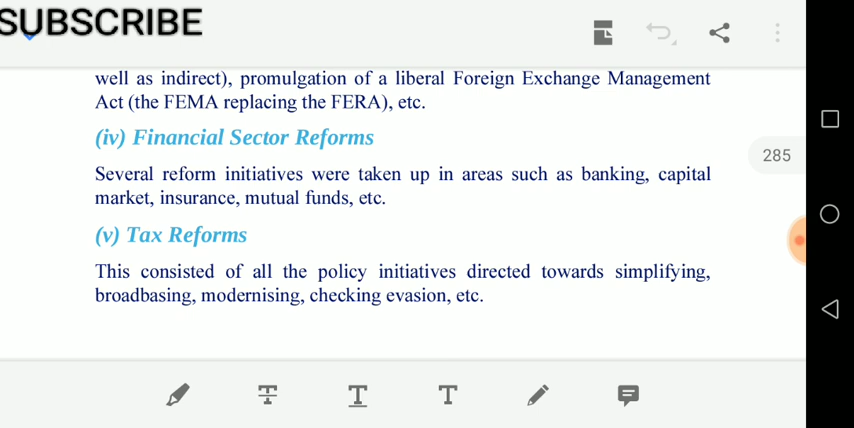 SUBSCRIBE
well as indirect), promulgation of a liberal Foreign Exchange Management
Act (the FEMA replacing the FERA), etc.
(iv) Financial Sector Reforms
285
Several reform initiatives were taken up in areas such as banking, capital
market, insurance, mutual funds, etc.
(v) Tax Reforms
This consisted of all the policy initiatives directed towards simplifying,
broadbasing, modernising, checking evasion, etc.